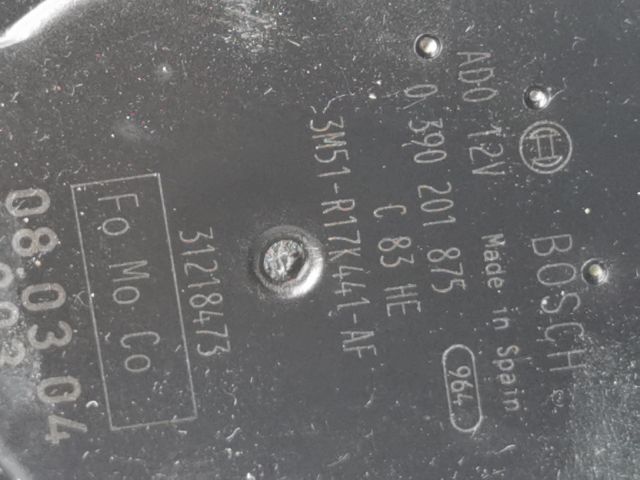 BOSCH
Made in Spain
964
ADO 12V
0 390 201 875
C 83 HE
3M51-R17K441-AF
31218473
Fo Mo Co
08.03 04